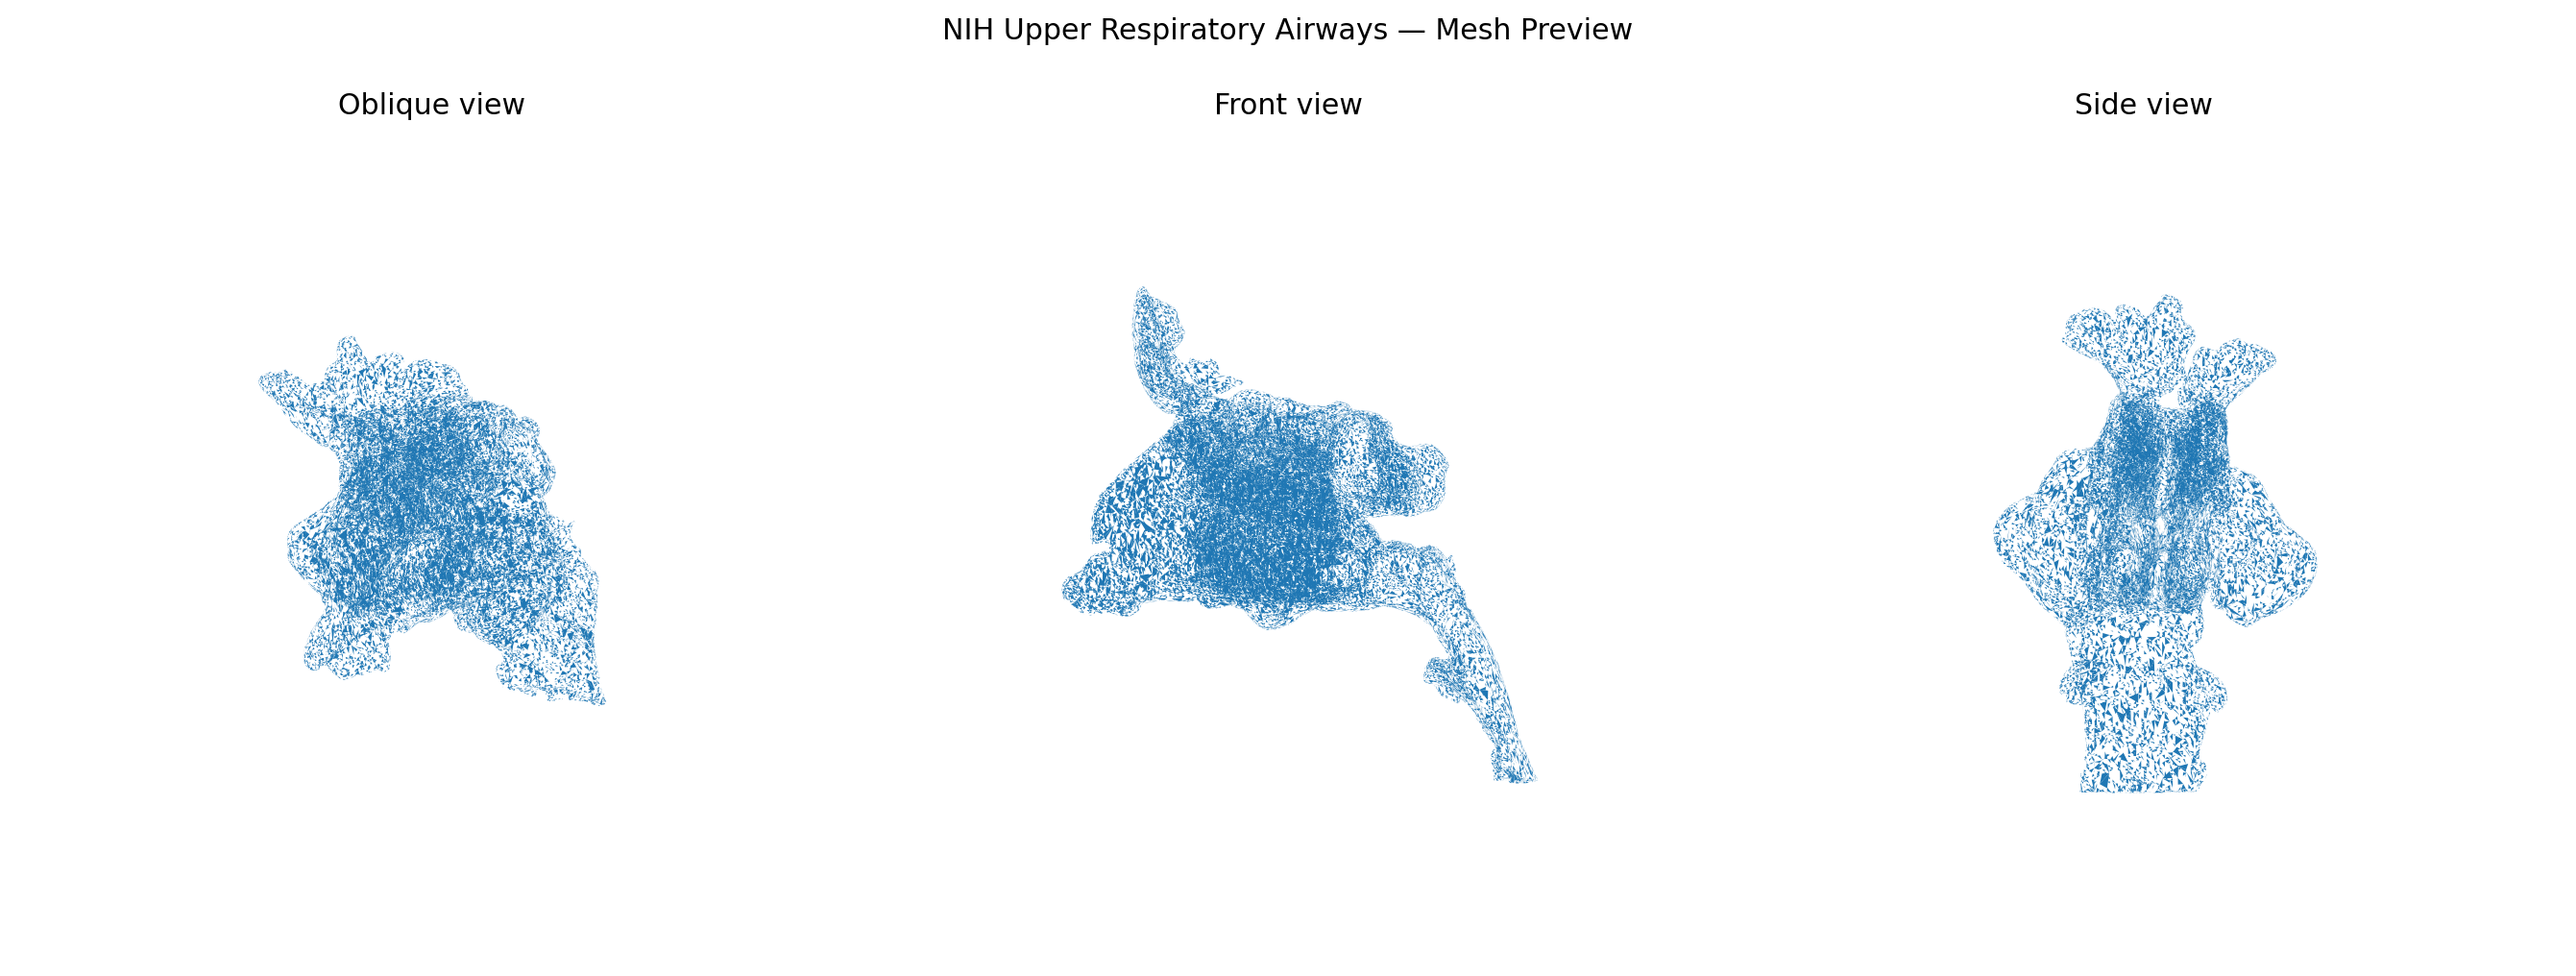 NIH Upper Respiratory Airways — Mesh Preview
Oblique view
Front view
Side view